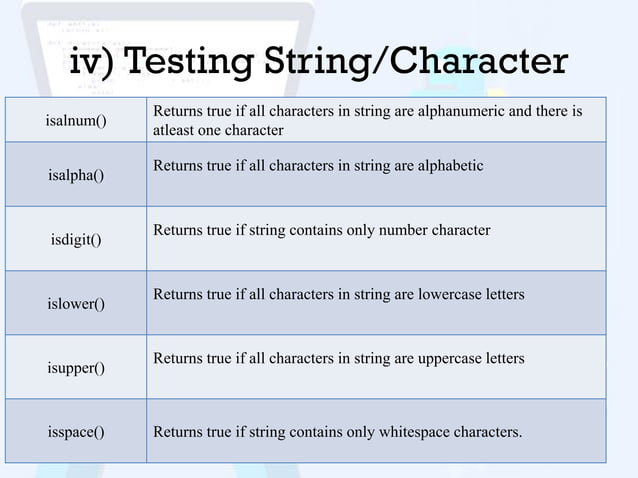 iv) Testing String/Character
isalnum()
Returns true if all characters in string are alphanumeric and there is
atleast one character
isalpha()
Returns true if all characters in string are alphabetic
isdigit()
Returns true if string contains only number character
islower()
Returns true if all characters in string are lowercase letters
isupper()
Returns true if all characters in string are uppercase letters
isspace()
Returns true if string contains only whitespace characters.